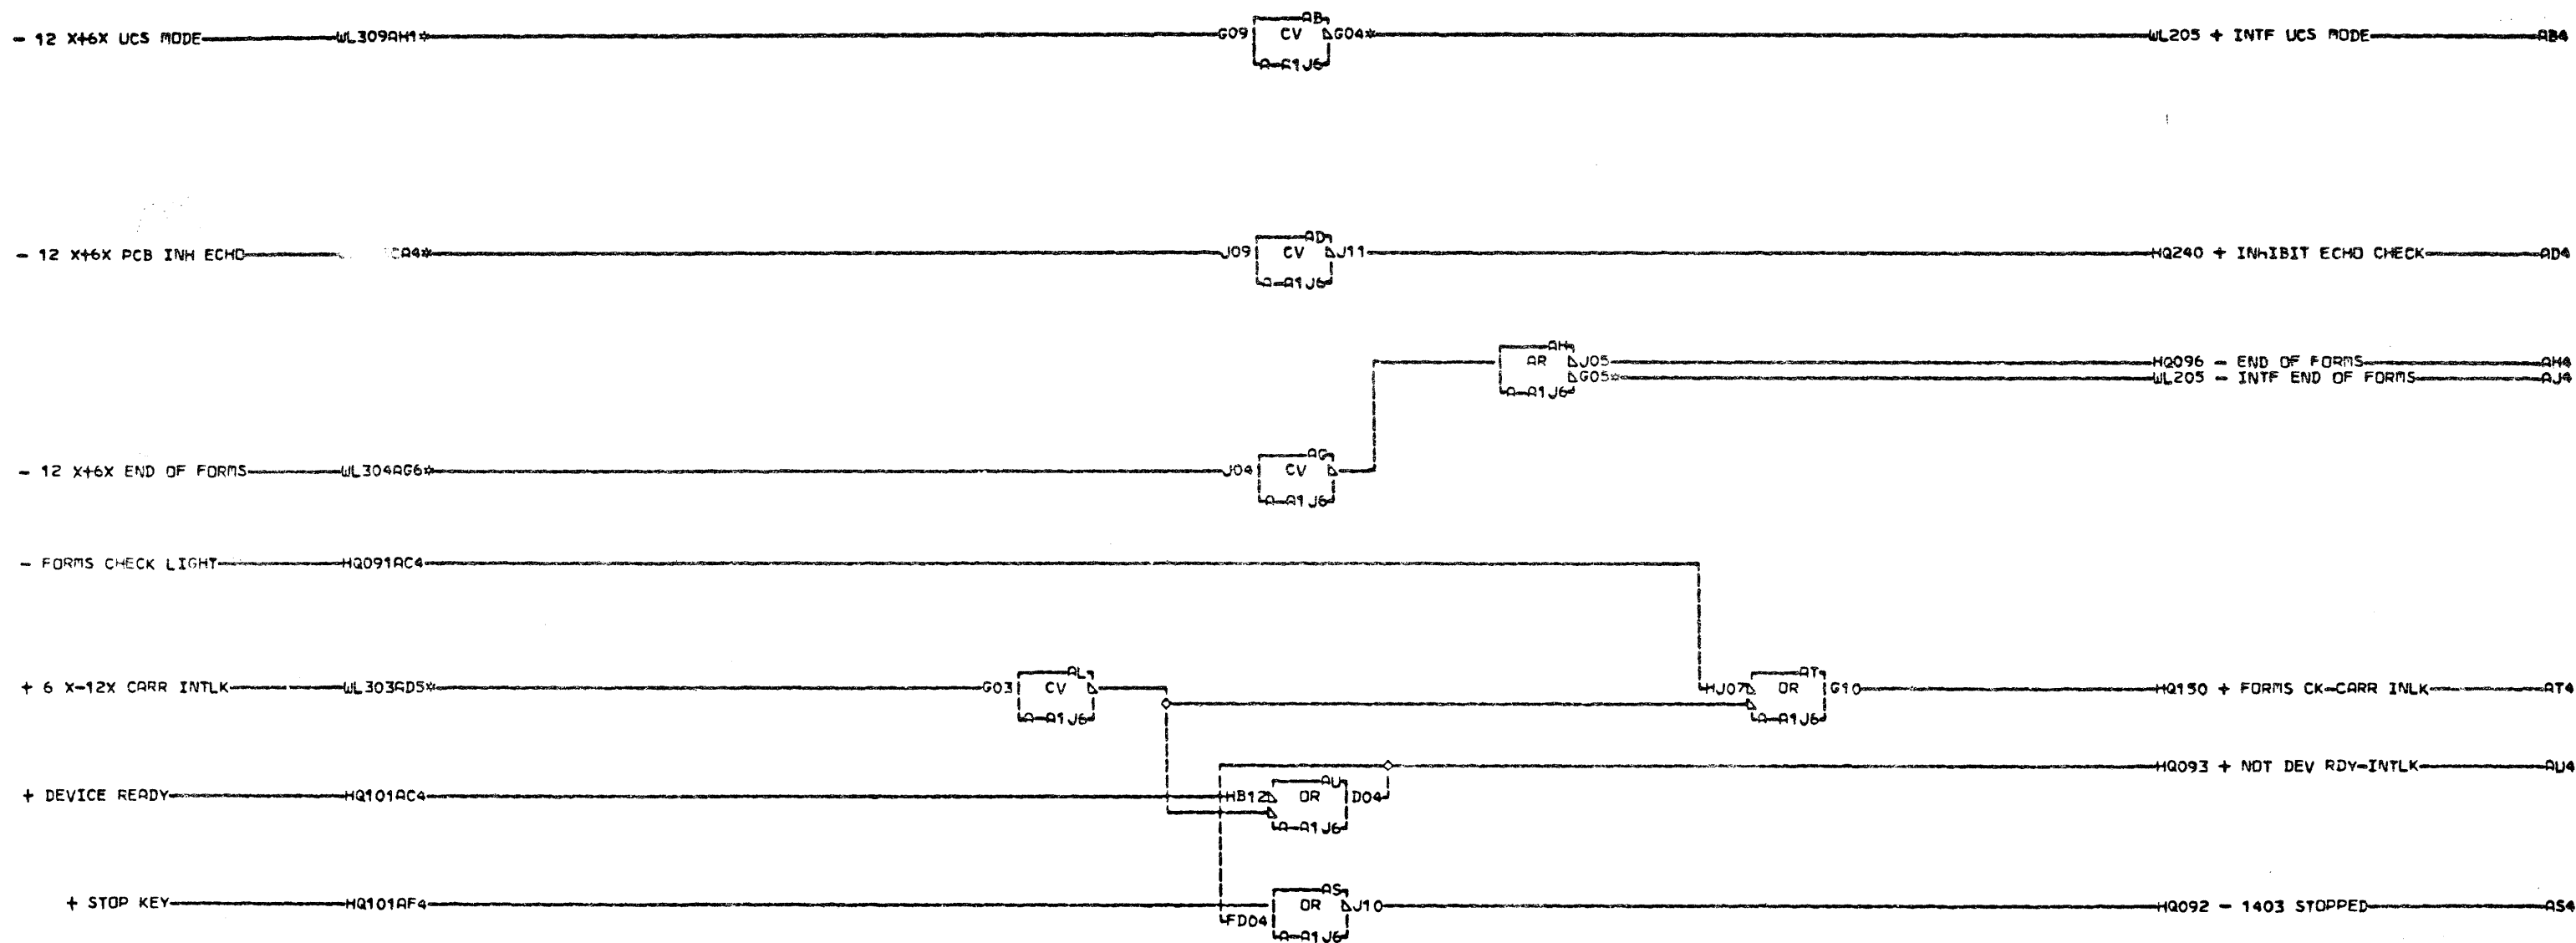 AB
- 12 X+6X UCS MODE WL309AH1* G09 CV G04* WL205 + INTF UCS MODE AB4
J6
AD
- 12 X+6X PCB INH ECHO J09 CV J11 HQ240 + INHIBIT ECHO CHECK AD4
A-A1J6
AH
AR J05 HQ096 - END OF FORMS AH4
G05* WL205 - INTF END OF FORMS AJ4
A-A1J6
AG
- 12 X+6X END OF FORMS WL304AG6* J04 CV
A-A1J6
- FORMS CHECK LIGHT HQ091AC4
AL AT
+ 6 X-12X CARR INTLK WL303AD5* G03 CV HJ07 OR G10 HQ150 + FORMS CK-CARR INLK AT4
A-A1J6 A-A1J6
HQ093 + NOT DEV RDY-INTLK AU4
AU
+ DEVICE READY HQ101AC4 HB12 OR D04
A-A1J6
AS
+ STOP KEY HQ101AF4 OR J10 HQ092 - 1403 STOPPED AS4
FD04
A-A1J6